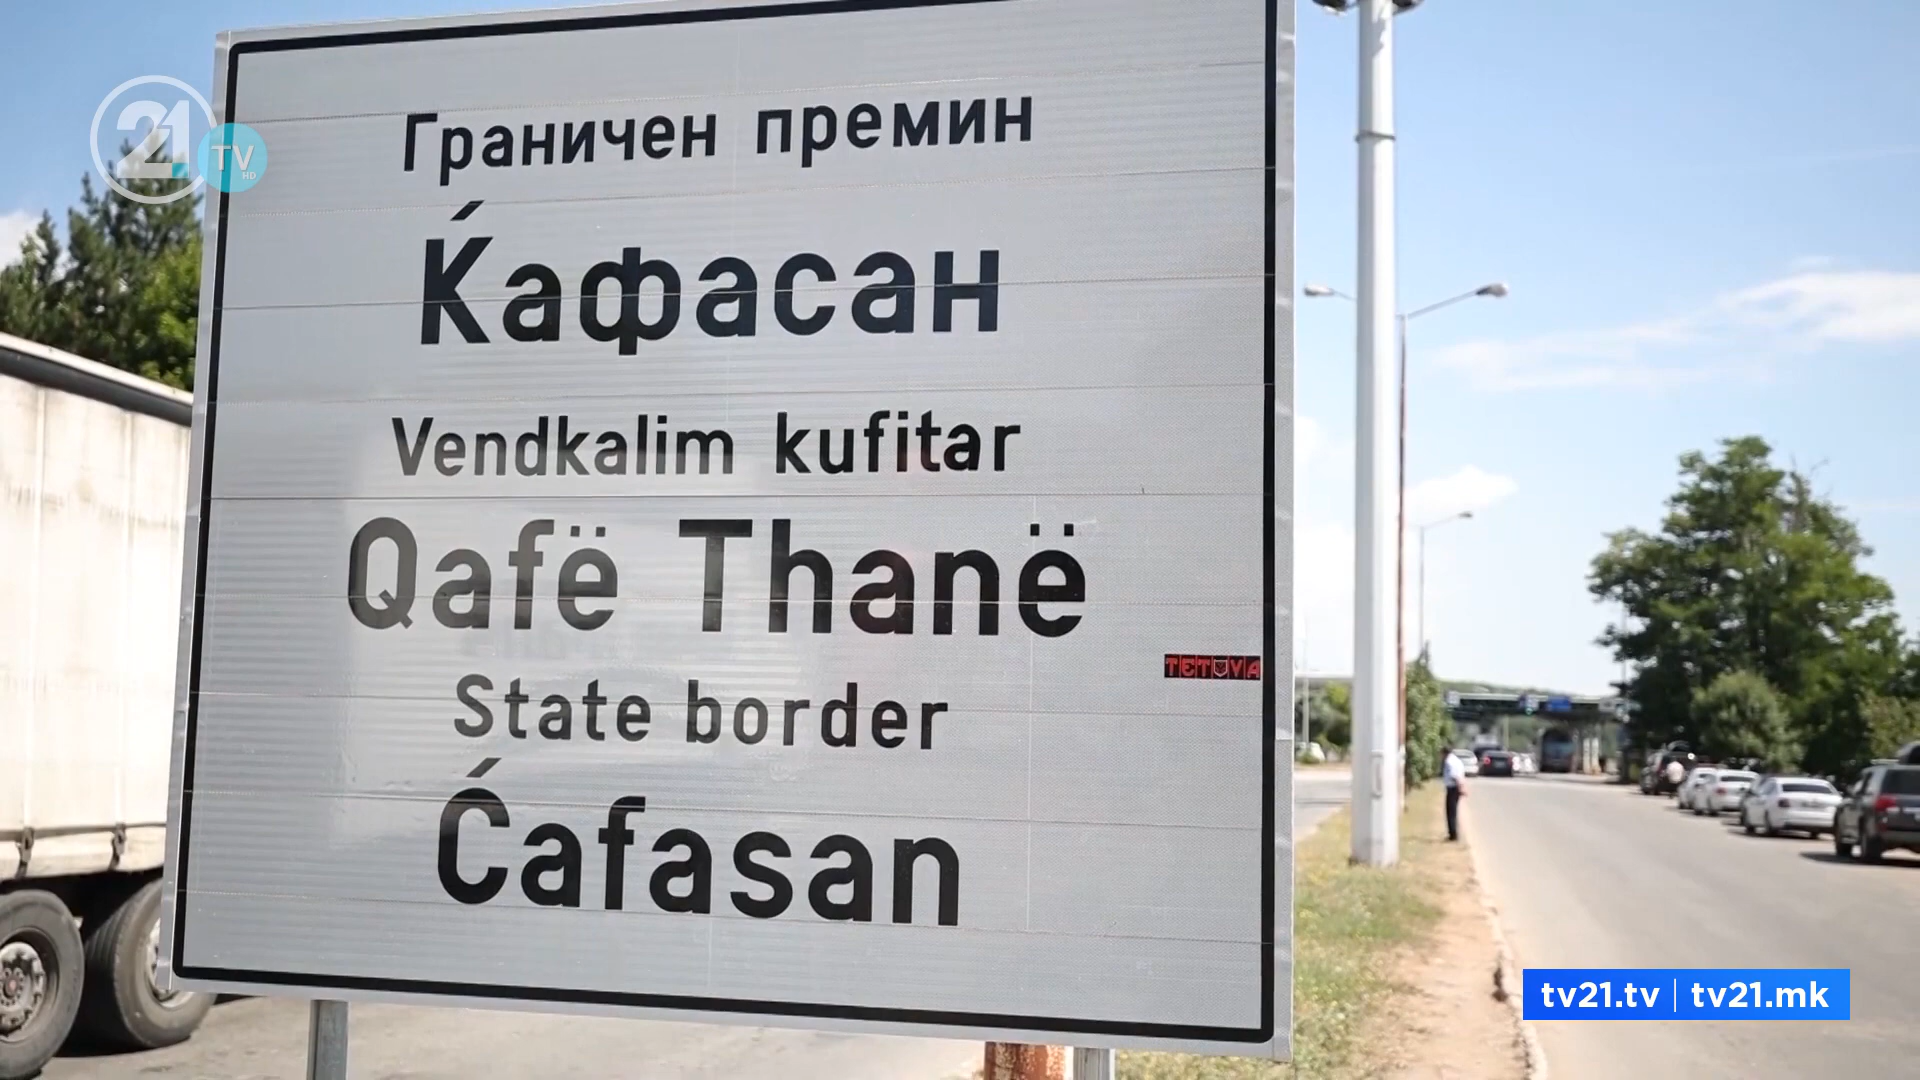 21
TV
HD
Граничен премин
Ќафасан
Vendkalim kufitar
Qafë Thanë
TETOVA
State border
Ćafasan
tv21.tv | tv21.mk